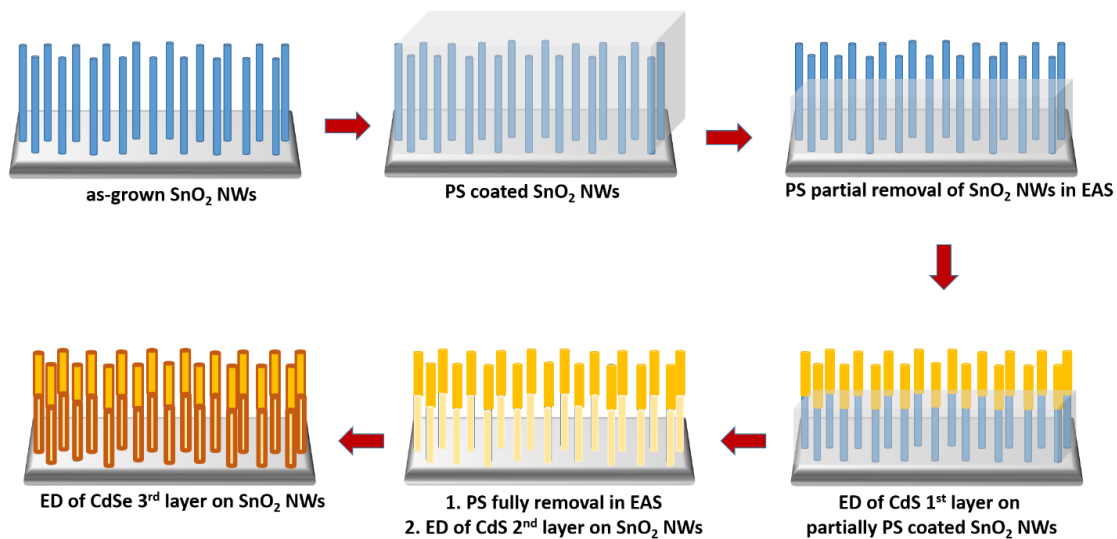 as-grown SnO₂ NWs
PS coated SnO₂ NWs
PS partial removal of SnO₂ NWs in EAS
ED of CdSe 3ʳᵈ layer on SnO₂ NWs
1. PS fully removal in EAS
2. ED of CdS 2ⁿᵈ layer on SnO₂ NWs
ED of CdS 1ˢᵗ layer on
partially PS coated SnO₂ NWs